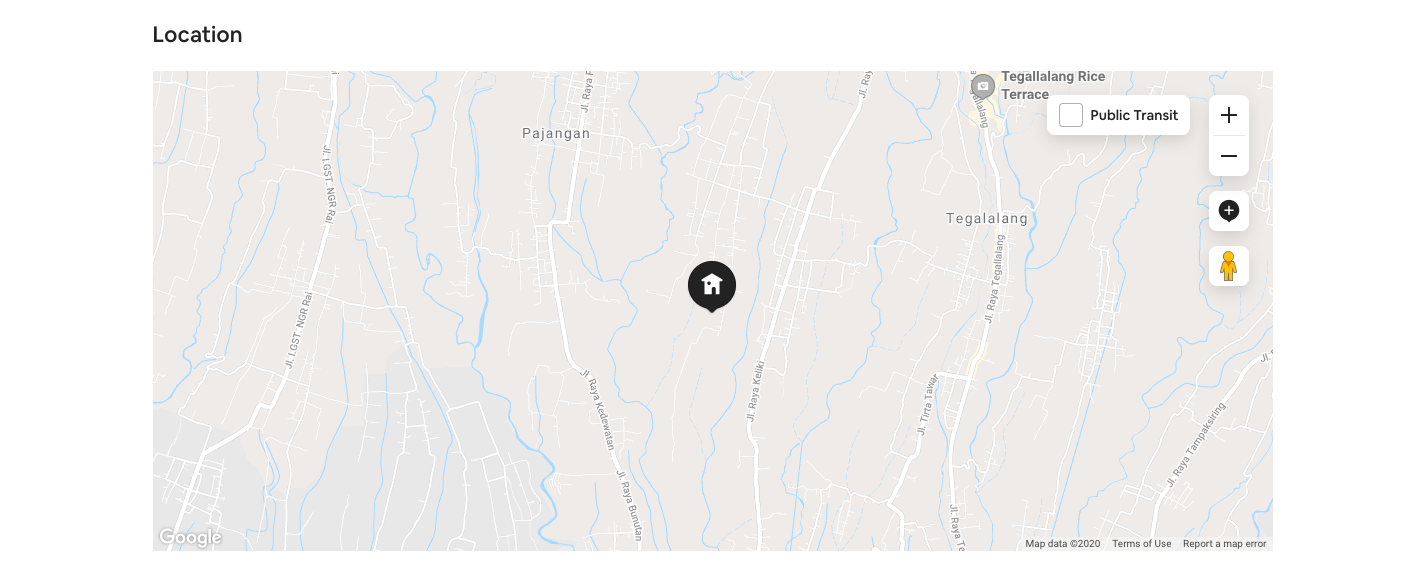 Location
Tegallalang Rice
Terrace
Public Transit
Pajangan
Tegalalang
Jl. I.GST. NGR Rai
Jl. I.GST. NGR Rai
Jl. Raya Tegallalang
Jl. Raya Keliki
Jl. Raya Kedewatan
Jl. Tirta Tawar
Jl. Raya Tampaksiring
Jl. Raya Bunutan
Google
Map data ©2020
Terms of Use
Report a map error